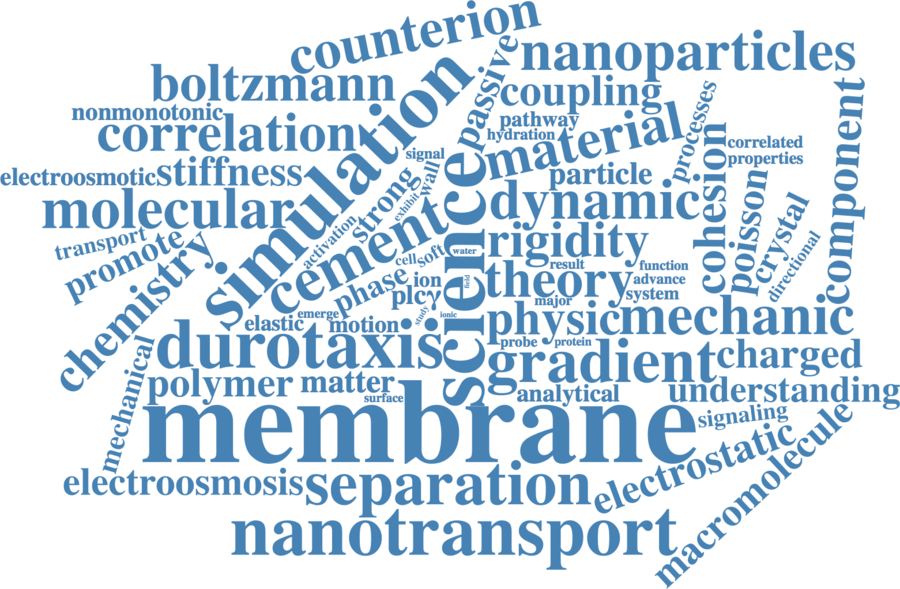 counterion
nanoparticles
boltzmann
passive
coupling
nonmonotonic
simulation
pathway
correlation
hydration
material
processes
correlated
properties
component
signal
wall
electroosmotic
stiffness
strong
exhibit
particle
cohesion
poisson
crystal
directional
molecular
activation
science
dynamic
transport
promote
cement
cell
soft
water
rigidity
result
function
chemistry
phase
ion
field
theory
advance
plcγ
major
system
elastic
emerge
motion
study
ionic
physic
mechanic
durotaxis
probe
protein
mechanical
gradient
charged
polymer
matter
surface
analytical
understanding
membrane
signaling
electroosmosis
separation
electrostatic
macromolecule
nanotransport